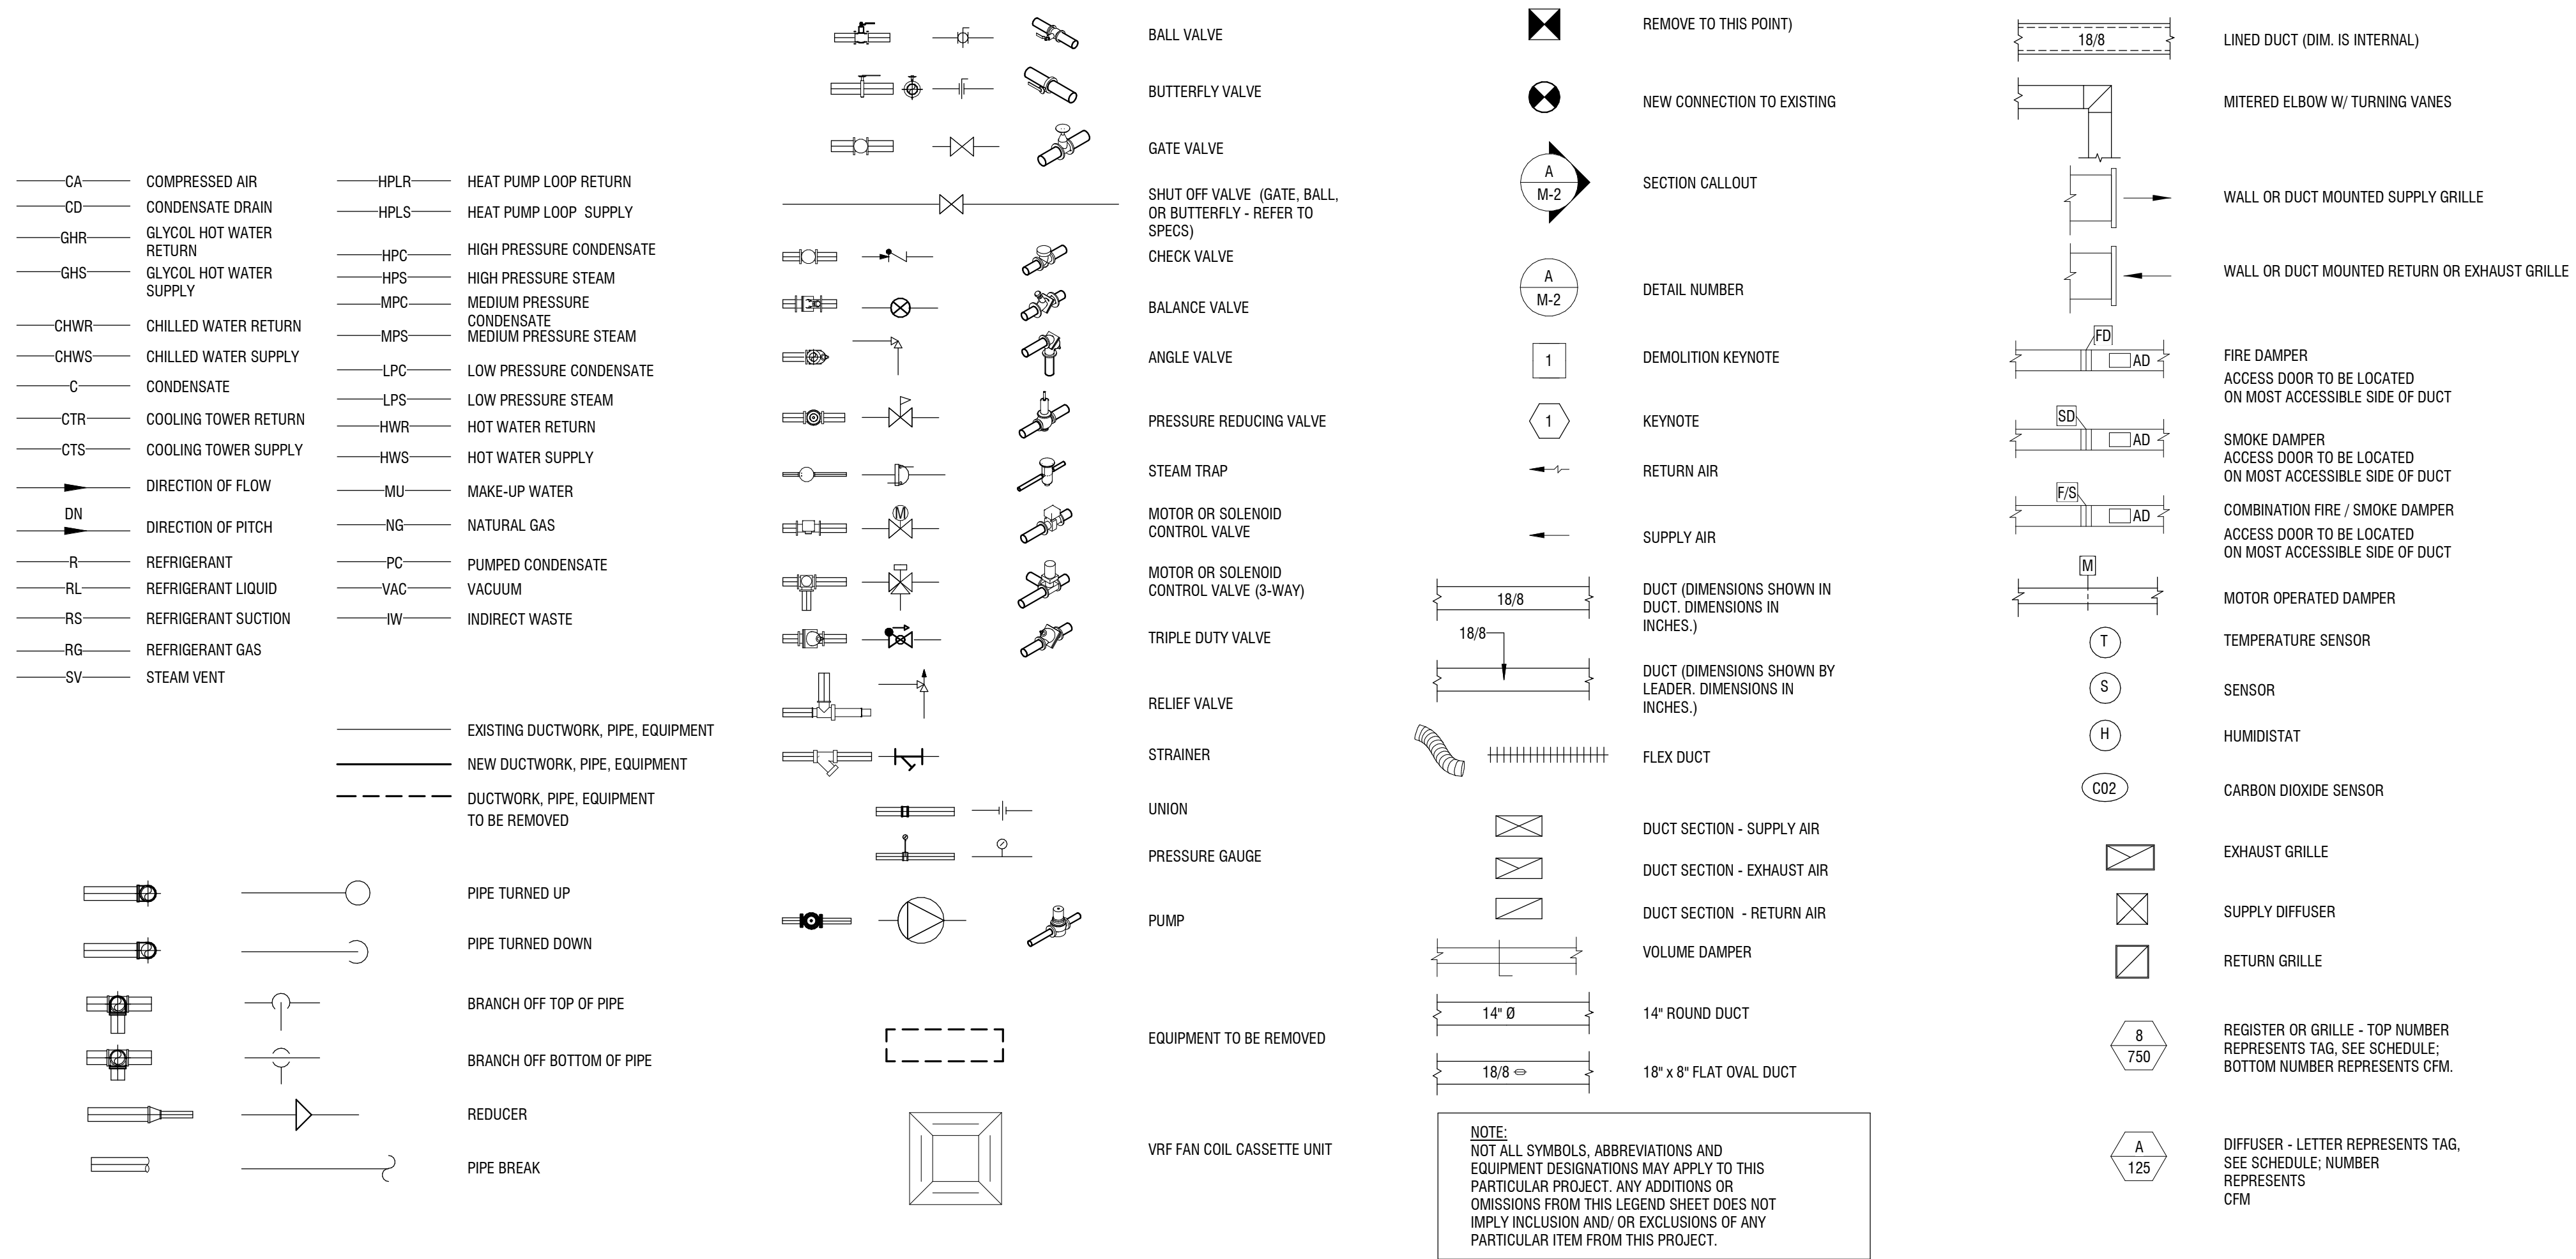 CA COMPRESSED AIR
CD CONDENSATE DRAIN
GHR GLYCOL HOT WATER
RETURN
GHS GLYCOL HOT WATER
SUPPLY
CHWR CHILLED WATER RETURN
CHWS CHILLED WATER SUPPLY
C CONDENSATE
CTR COOLING TOWER RETURN
CTS COOLING TOWER SUPPLY
DIRECTION OF FLOW
DN
DIRECTION OF PITCH
R REFRIGERANT
RL REFRIGERANT LIQUID
RS REFRIGERANT SUCTION
RG REFRIGERANT GAS
SV STEAM VENT
HPLR HEAT PUMP LOOP RETURN
HPLS HEAT PUMP LOOP SUPPLY
HPC HIGH PRESSURE CONDENSATE
HPS HIGH PRESSURE STEAM
MPC MEDIUM PRESSURE
CONDENSATE
MPS MEDIUM PRESSURE STEAM
LPC LOW PRESSURE CONDENSATE
LPS LOW PRESSURE STEAM
HWR HOT WATER RETURN
HWS HOT WATER SUPPLY
MU MAKE-UP WATER
NG NATURAL GAS
PC PUMPED CONDENSATE
VAC VACUUM
IW INDIRECT WASTE
EXISTING DUCTWORK, PIPE, EQUIPMENT
NEW DUCTWORK, PIPE, EQUIPMENT
DUCTWORK, PIPE, EQUIPMENT
TO BE REMOVED
PIPE TURNED UP
PIPE TURNED DOWN
BRANCH OFF TOP OF PIPE
BRANCH OFF BOTTOM OF PIPE
REDUCER
PIPE BREAK
BALL VALVE
BUTTERFLY VALVE
GATE VALVE
SHUT OFF VALVE (GATE, BALL,
OR BUTTERFLY - REFER TO
SPECS)
CHECK VALVE
BALANCE VALVE
ANGLE VALVE
PRESSURE REDUCING VALVE
STEAM TRAP
M MOTOR OR SOLENOID
CONTROL VALVE
MOTOR OR SOLENOID
CONTROL VALVE (3-WAY)
TRIPLE DUTY VALVE
RELIEF VALVE
STRAINER
UNION
PRESSURE GAUGE
PUMP
EQUIPMENT TO BE REMOVED
VRF FAN COIL CASSETTE UNIT
REMOVE TO THIS POINT)
NEW CONNECTION TO EXISTING
A
M-2
SECTION CALLOUT
A
M-2
DETAIL NUMBER
1 DEMOLITION KEYNOTE
1 KEYNOTE
RETURN AIR
SUPPLY AIR
18/8
DUCT (DIMENSIONS SHOWN IN
DUCT. DIMENSIONS IN
INCHES.)
18/8
DUCT (DIMENSIONS SHOWN BY
LEADER. DIMENSIONS IN
INCHES.)
FLEX DUCT
DUCT SECTION - SUPPLY AIR
DUCT SECTION - EXHAUST AIR
DUCT SECTION - RETURN AIR
VOLUME DAMPER
14" Ø 14" ROUND DUCT
18/8 18" x 8" FLAT OVAL DUCT
NOTE:
NOT ALL SYMBOLS, ABBREVIATIONS AND
EQUIPMENT DESIGNATIONS MAY APPLY TO THIS
PARTICULAR PROJECT. ANY ADDITIONS OR
OMISSIONS FROM THIS LEGEND SHEET DOES NOT
IMPLY INCLUSION AND/ OR EXCLUSIONS OF ANY
PARTICULAR ITEM FROM THIS PROJECT.
18/8 LINED DUCT (DIM. IS INTERNAL)
MITERED ELBOW W/ TURNING VANES
WALL OR DUCT MOUNTED SUPPLY GRILLE
WALL OR DUCT MOUNTED RETURN OR EXHAUST GRILLE
FD
AD FIRE DAMPER
ACCESS DOOR TO BE LOCATED
ON MOST ACCESSIBLE SIDE OF DUCT
SD
AD SMOKE DAMPER
ACCESS DOOR TO BE LOCATED
ON MOST ACCESSIBLE SIDE OF DUCT
F/S
AD COMBINATION FIRE / SMOKE DAMPER
ACCESS DOOR TO BE LOCATED
ON MOST ACCESSIBLE SIDE OF DUCT
M
MOTOR OPERATED DAMPER
T TEMPERATURE SENSOR
S SENSOR
H HUMIDISTAT
C02 CARBON DIOXIDE SENSOR
EXHAUST GRILLE
SUPPLY DIFFUSER
RETURN GRILLE
8
750
REGISTER OR GRILLE - TOP NUMBER
REPRESENTS TAG, SEE SCHEDULE;
BOTTOM NUMBER REPRESENTS CFM.
A
125
DIFFUSER - LETTER REPRESENTS TAG,
SEE SCHEDULE; NUMBER
REPRESENTS
CFM